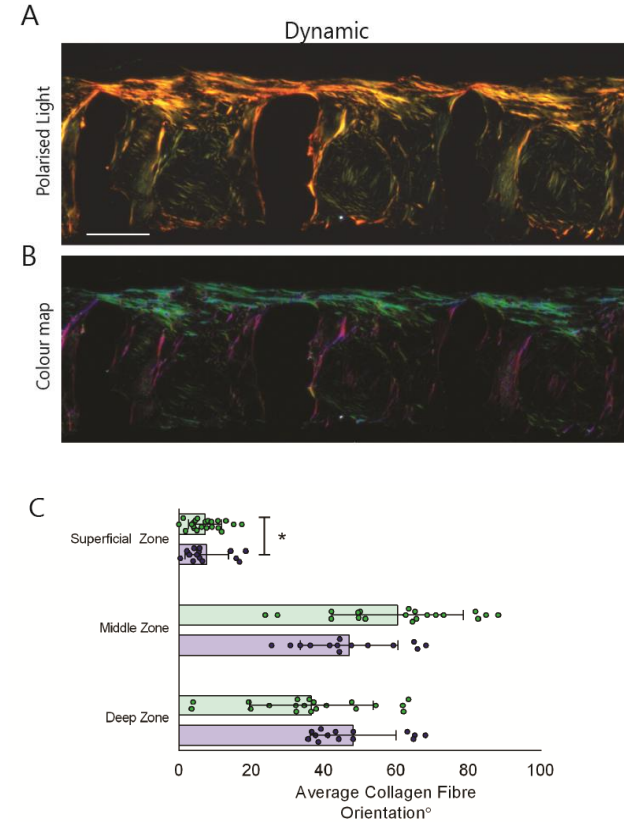 A
Dynamic
Polarised Light
B
Colour map
C
Superficial Zone
*
Middle Zone
Deep Zone
0 20 40 60 80 100
Average Collagen Fibre
Orientation°